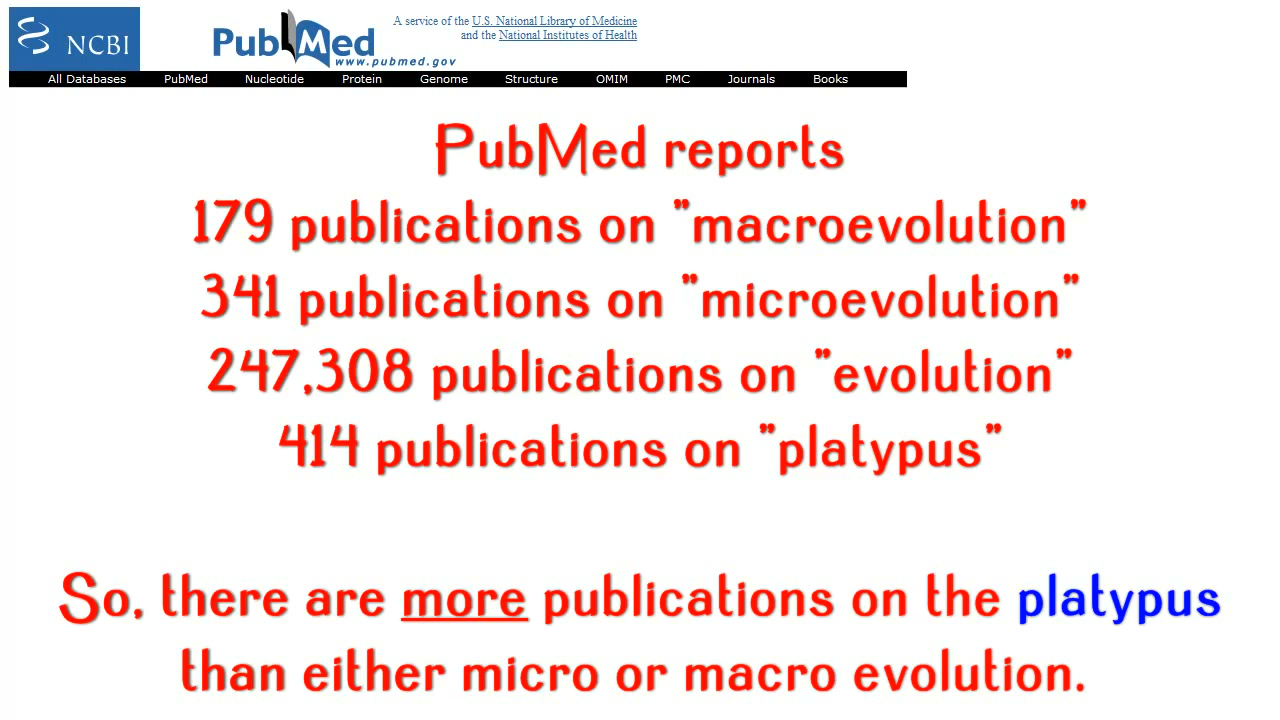 NCBI
PubMed
www.pubmed.gov
A service of the U.S. National Library of Medicine
and the National Institutes of Health
All Databases PubMed Nucleotide Protein Genome Structure OMIM PMC Journals Books
PubMed reports
179 publications on "macroevolution"
341 publications on "microevolution"
247,308 publications on "evolution"
414 publications on "platypus"
So, there are more publications on the platypus
than either micro or macro evolution.